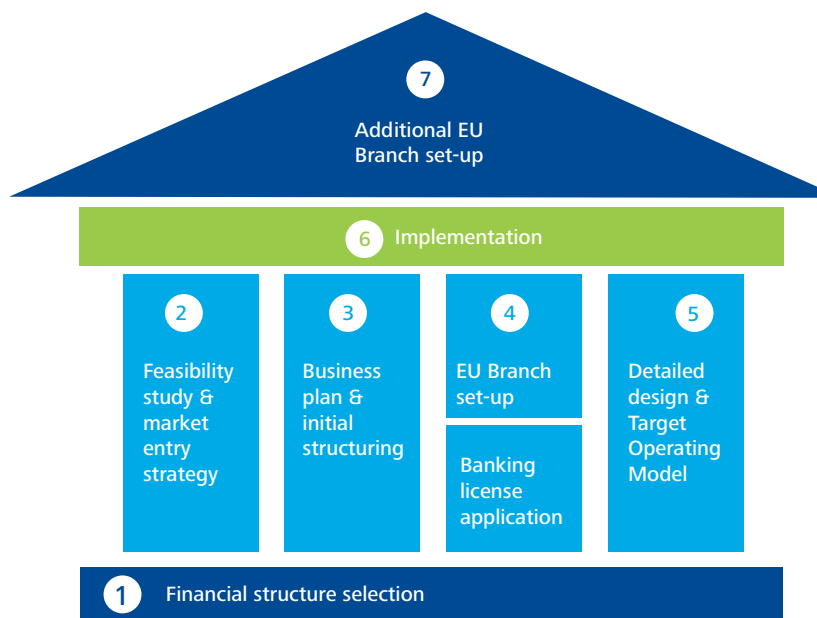 7
Additional EU
Branch set-up
6 Implementation
2
Feasibility
study &
market
entry
strategy
3
Business
plan &
initial
structuring
4
EU Branch
set-up
Banking
license
application
5
Detailed
design &
Target
Operating
Model
1 Financial structure selection